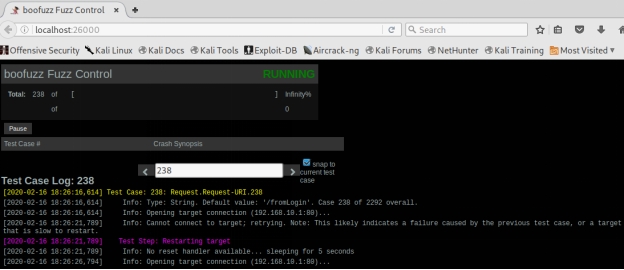 boofuzz Fuzz Control
localhost:26000
Search
Offensive Security Kali Linux Kali Docs Kali Tools Exploit-DB Aircrack-ng Kali Forums NetHunter Kali Training Most Visited
boofuzz Fuzz Control RUNNING
Total: 238 of [ ] Infinity%
of 0
Pause
Test Case # Crash Synopsis
238 snap to current test case
Test Case Log: 238
[2020-02-16 18:26:16,614] Test Case: 238: Request.Request-URI.238
[2020-02-16 18:26:16,614] Info: Type: String. Default value: '/fromLogin'. Case 238 of 2292 overall.
[2020-02-16 18:26:16,614] Info: Opening target connection (192.168.10.1:80)...
[2020-02-16 18:26:21,789] Info: Cannot connect to target; retrying. Note: This likely indicates a failure caused by the previous test case, or a target
that is slow to restart.
[2020-02-16 18:26:21,789] Test Step: Restarting target
[2020-02-16 18:26:21,789] Info: No reset handler available... sleeping for 5 seconds
[2020-02-16 18:26:26,794] Info: Opening target connection (192.168.10.1:80)...